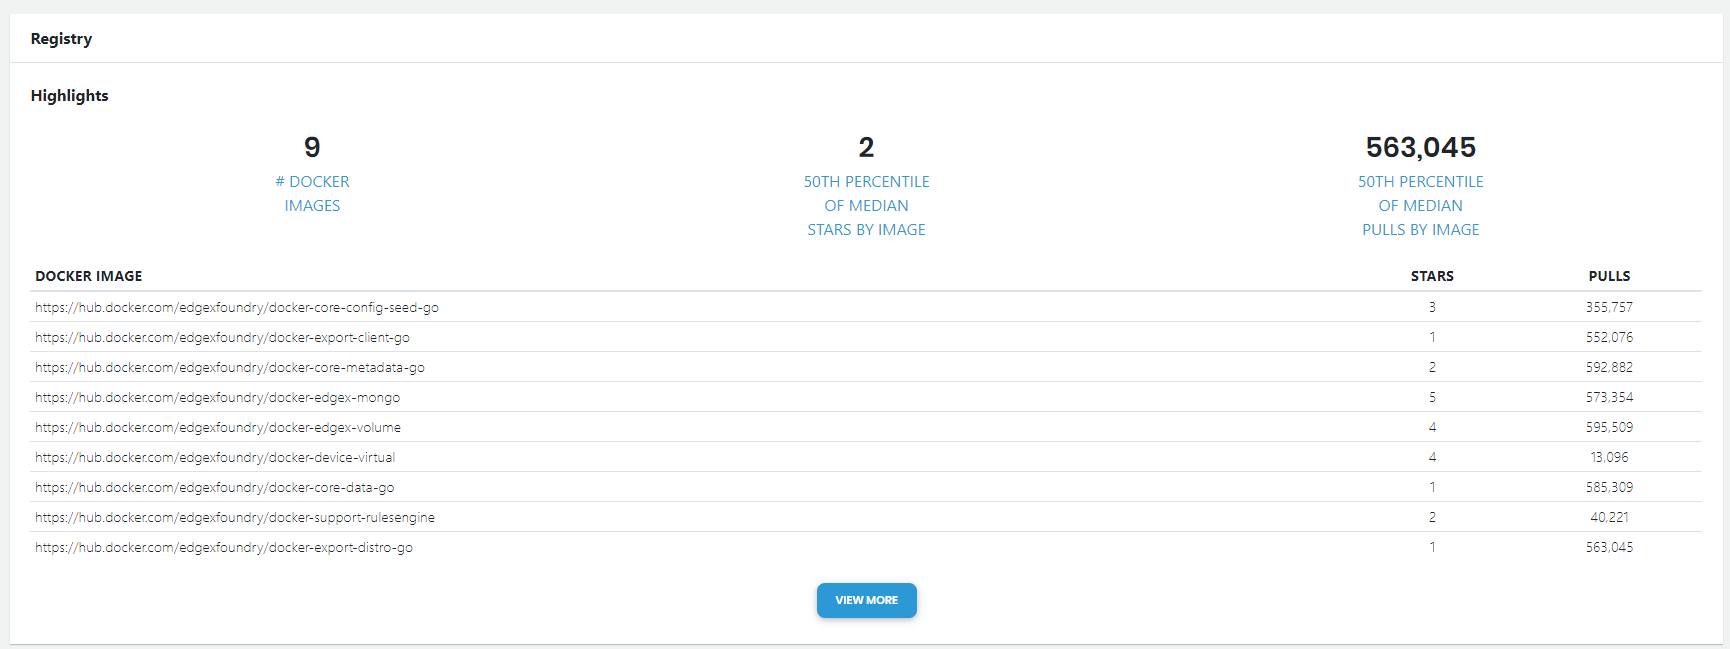 Registry
Highlights
9
# DOCKER
IMAGES
2
50TH PERCENTILE
OF MEDIAN
STARS BY IMAGE
563,045
50TH PERCENTILE
OF MEDIAN
PULLS BY IMAGE
DOCKER IMAGE STARS PULLS
https://hub.docker.com/edgexfoundry/docker-core-config-seed-go 3 355,757
https://hub.docker.com/edgexfoundry/docker-export-client-go 1 552,076
https://hub.docker.com/edgexfoundry/docker-core-metadata-go 2 592,882
https://hub.docker.com/edgexfoundry/docker-edgex-mongo 5 573,354
https://hub.docker.com/edgexfoundry/docker-edgex-volume 4 595,509
https://hub.docker.com/edgexfoundry/docker-device-virtual 4 13,096
https://hub.docker.com/edgexfoundry/docker-core-data-go 1 585,309
https://hub.docker.com/edgexfoundry/docker-support-rulesengine 2 40,221
https://hub.docker.com/edgexfoundry/docker-export-distro-go 1 563,045
VIEW MORE